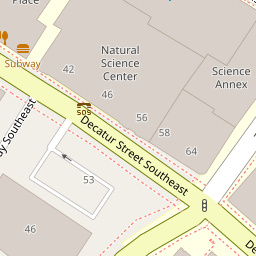 Place
Subway
42
Natural
Science
Center
46
Science
Annex
SOS
56
58
64
Decatur Street Southeast
Southeast
53
46